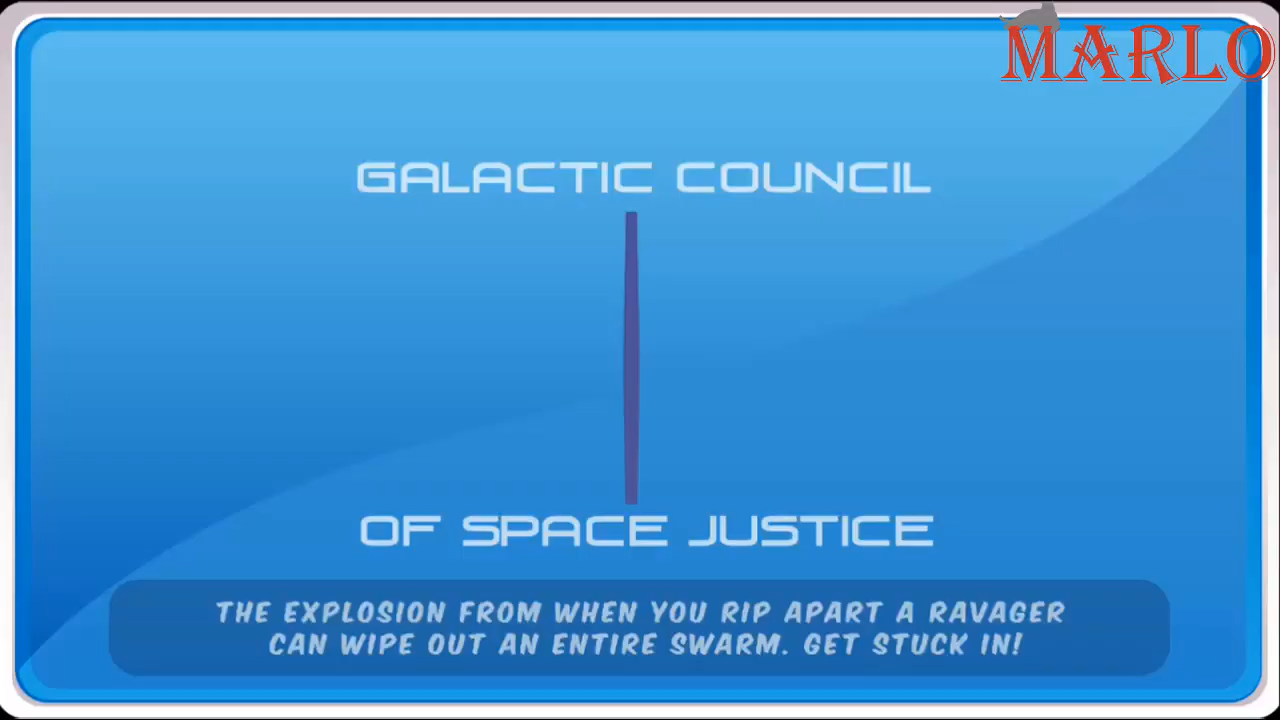 MARLO
GALACTIC COUNCIL
OF SPACE JUSTICE
THE EXPLOSION FROM WHEN YOU RIP APART A RAVAGER
CAN WIPE OUT AN ENTIRE SWARM. GET STUCK IN!